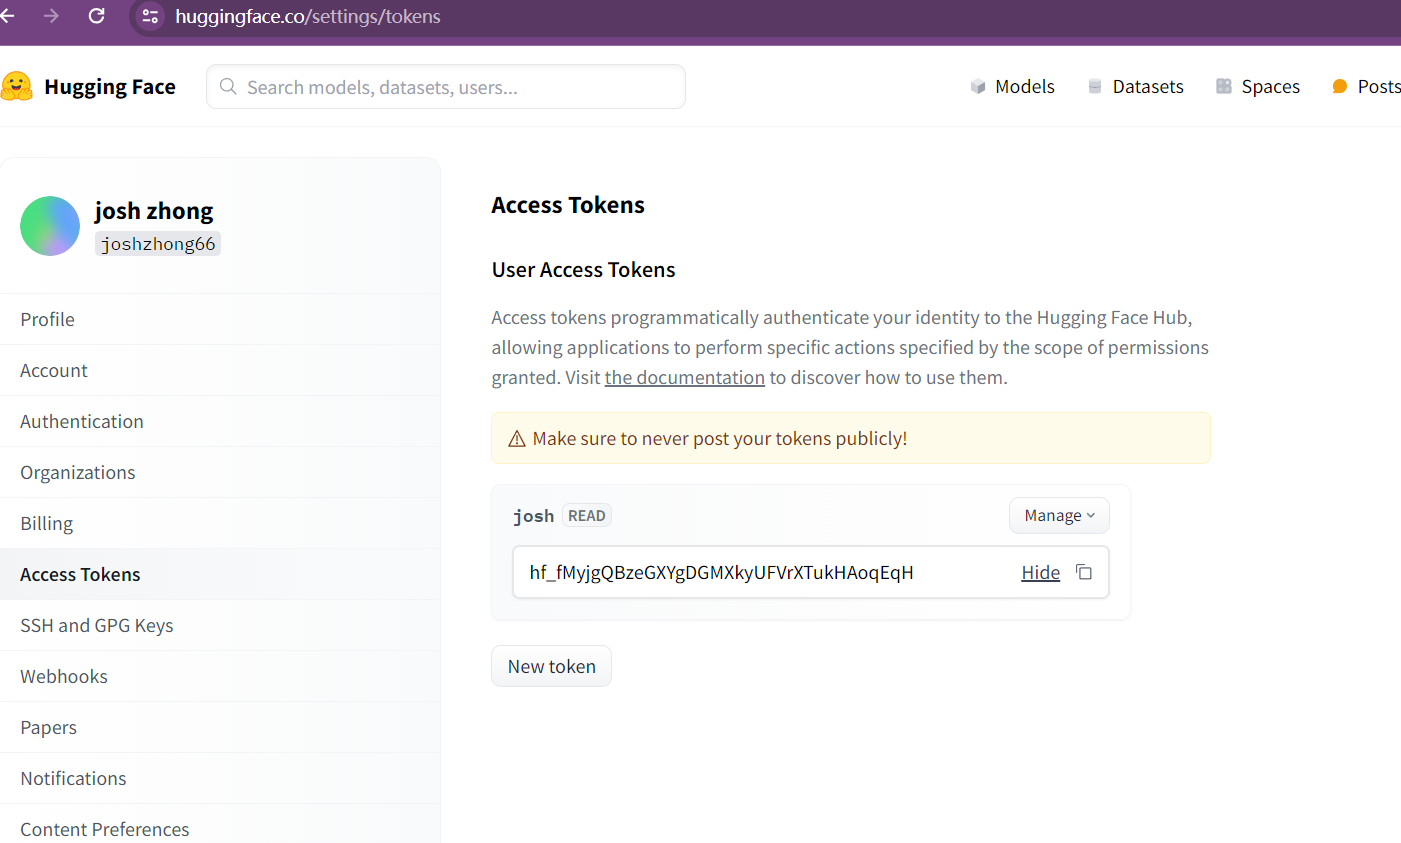 huggingface.co/settings/tokens
Hugging Face
Search models, datasets, users...
Models
Datasets
Spaces
Posts
josh zhong
joshzhong66
Profile
Account
Authentication
Organizations
Billing
Access Tokens
SSH and GPG Keys
Webhooks
Papers
Notifications
Content Preferences
Access Tokens
User Access Tokens
Access tokens programmatically authenticate your identity to the Hugging Face Hub,
allowing applications to perform specific actions specified by the scope of permissions
granted. Visit the documentation to discover how to use them.
Make sure to never post your tokens publicly!
josh READ
Manage
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
Hide
New token